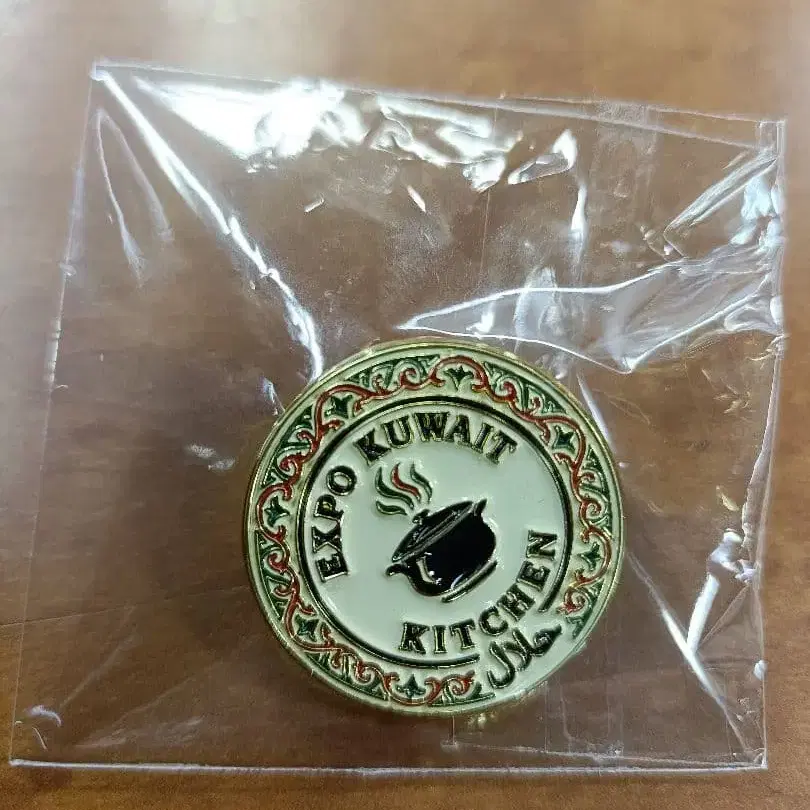 EXPO KUWAIT
KITCHEN
حلال